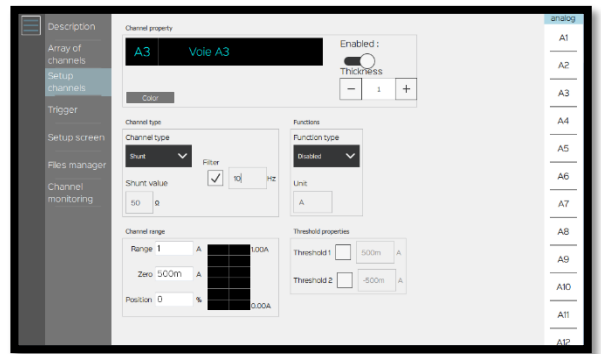 Description
Array of
channels
Setup
channels
Trigger
Setup screen
Files manager
Channel
monitoring
Channel property
A3 Voie A3
Color
Enabled :
Thickness
− 1 +
Channel type
Channel type
Shunt
Filter
10 Hz
Shunt value
50 Ω
Functions
Function type
Disabled
Unit
A
Channel range
Range 1 A
Zero 500m A
Position 0 %
1.00A
0.00A
Threshold properties
Threshold 1 500m A
Threshold 2 -500m A
analog
A1
A2
A3
A4
A5
A6
A7
A8
A9
A10
A11
A12